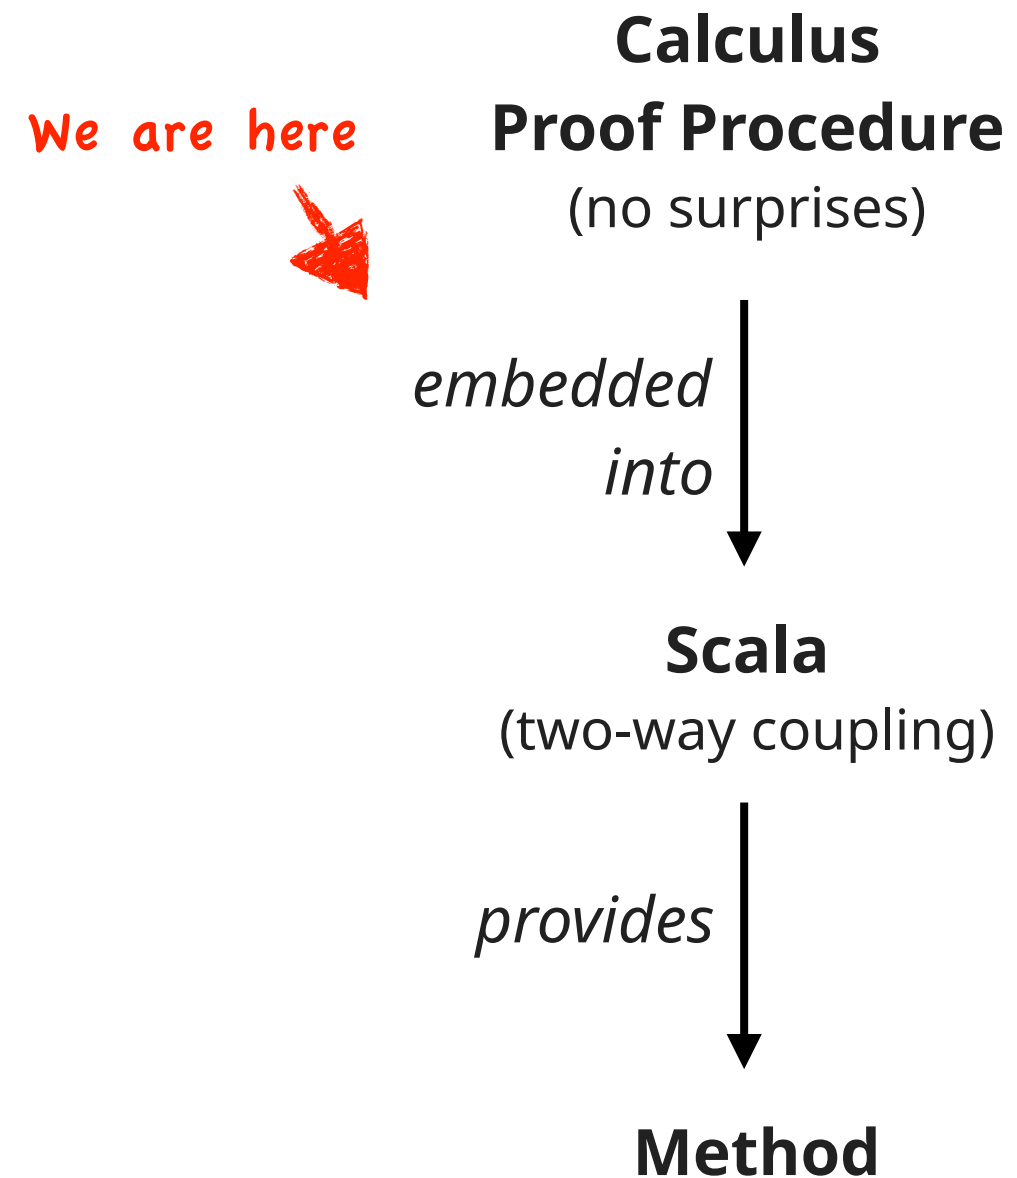 Calculus
We are here
Proof Procedure
(no surprises)
embedded
into
Scala
(two-way coupling)
provides
Method